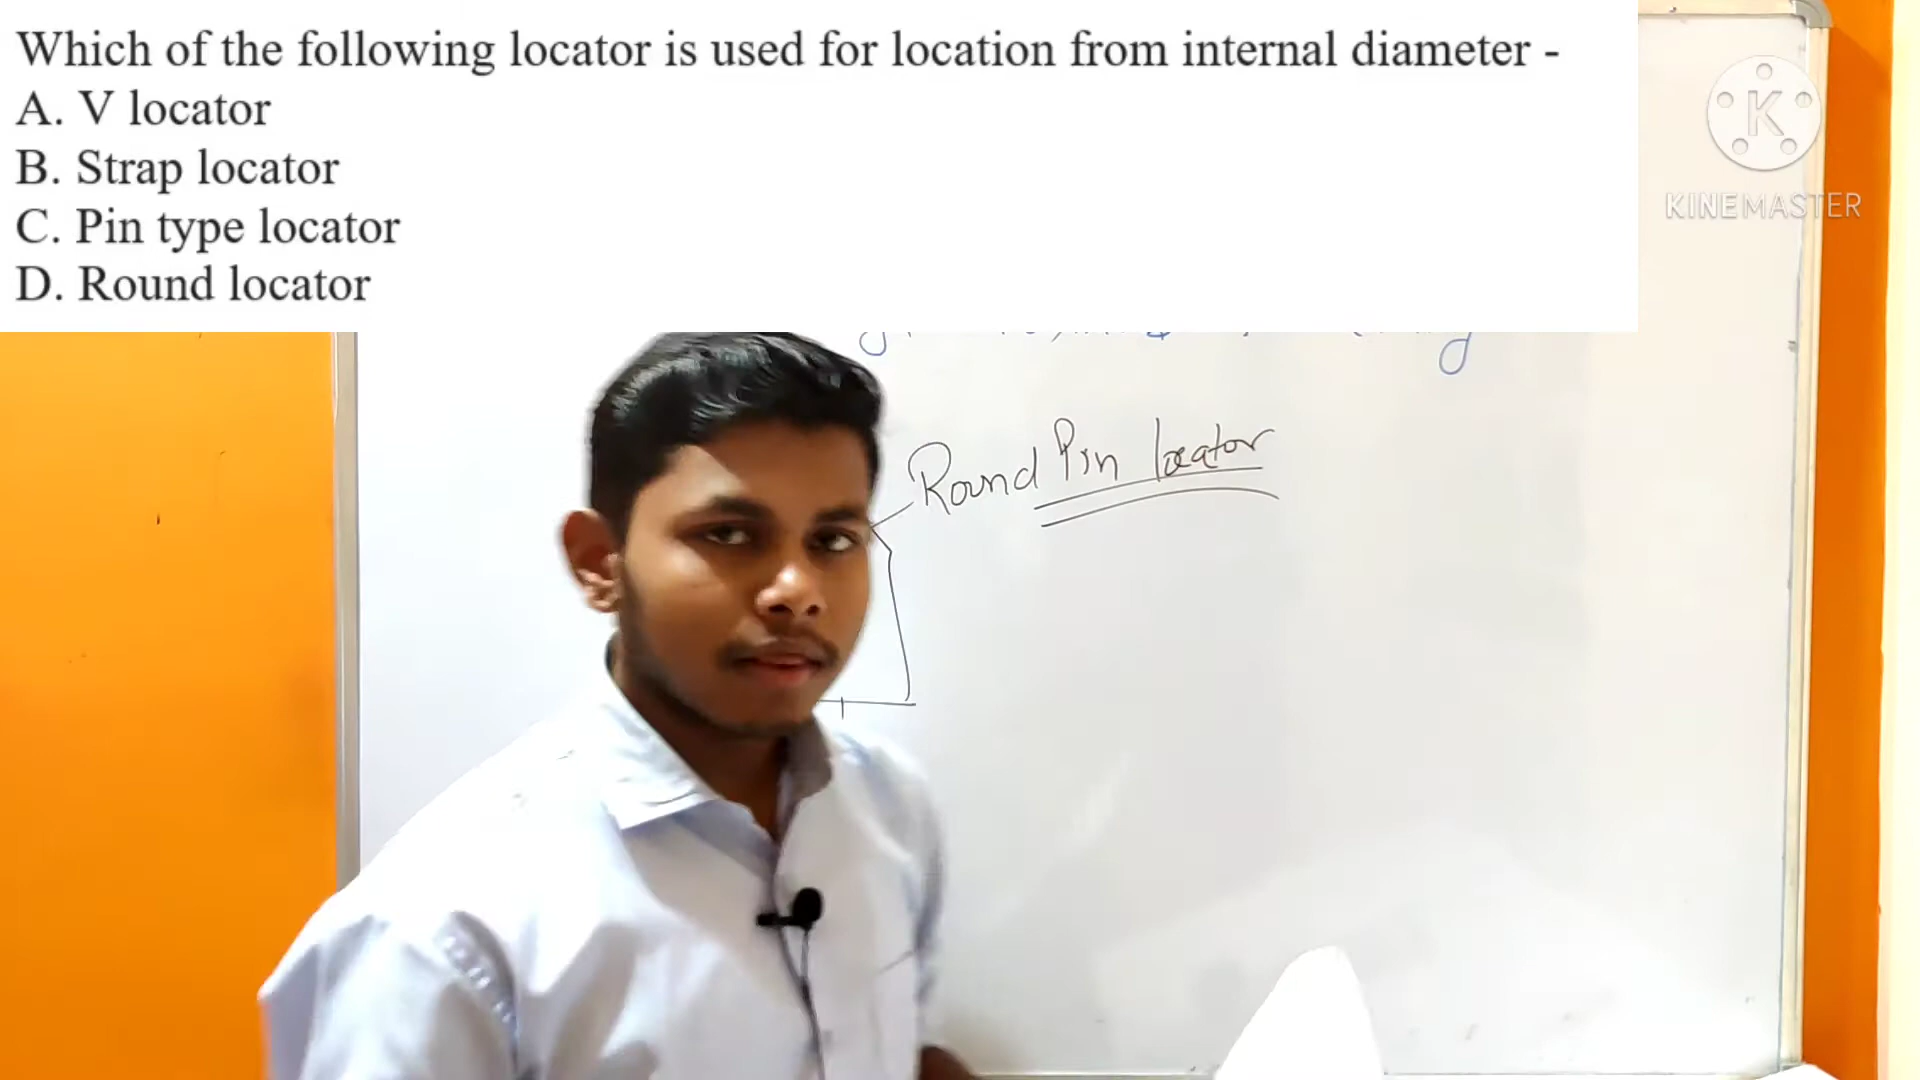 Which of the following locator is used for location from internal diameter -
A. V locator
B. Strap locator
C. Pin type locator
D. Round locator
K
KINEMASTER
Round Pin locator